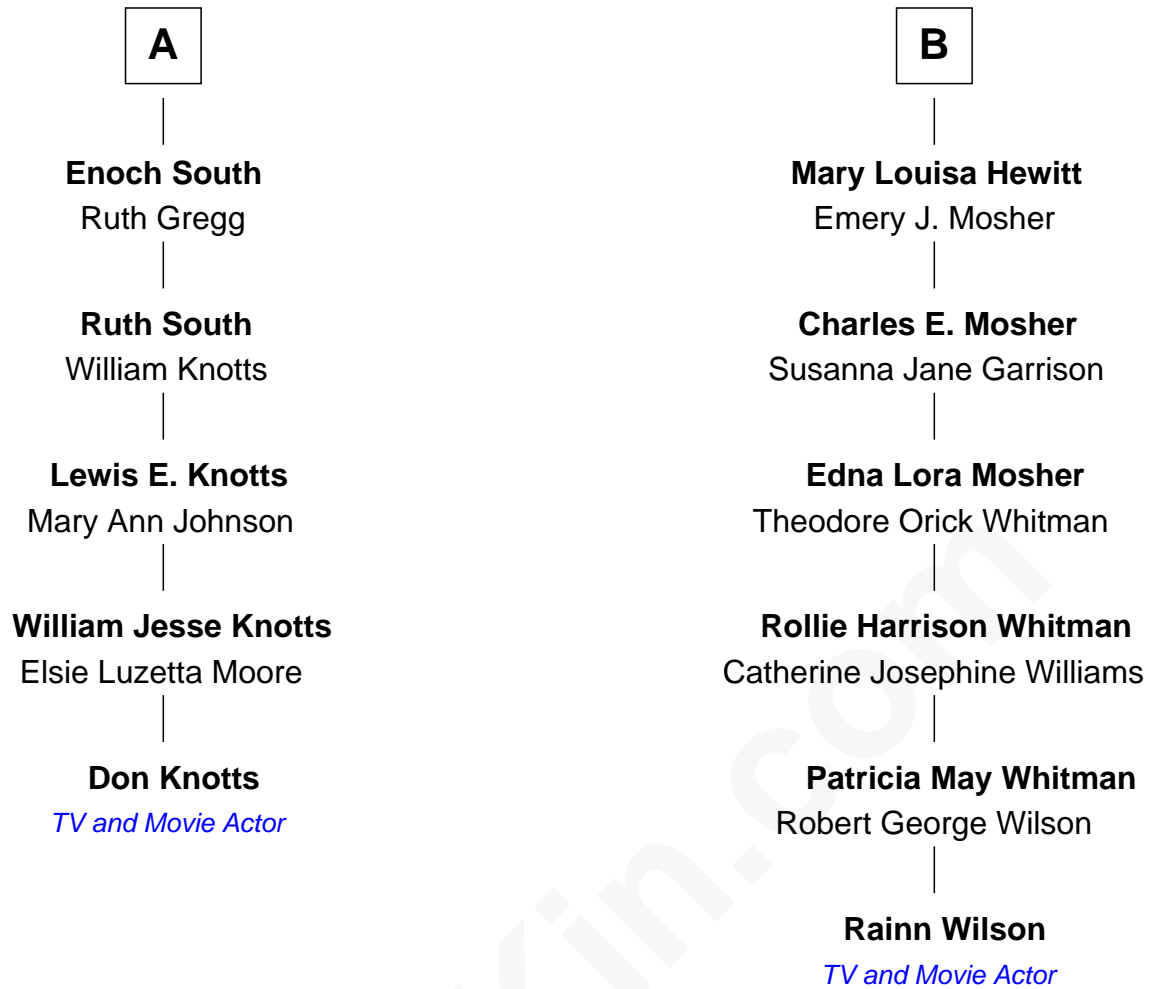 A
Enoch South
Ruth Gregg
Ruth South
William Knotts
Lewis E. Knotts
Mary Ann Johnson
William Jesse Knotts
Elsie Luzetta Moore
Don Knotts
TV and Movie Actor
B
Mary Louisa Hewitt
Emery J. Mosher
Charles E. Mosher
Susanna Jane Garrison
Edna Lora Mosher
Theodore Orick Whitman
Rollie Harrison Whitman
Catherine Josephine Williams
Patricia May Whitman
Robert George Wilson
Rainn Wilson
TV and Movie Actor
Kin.com